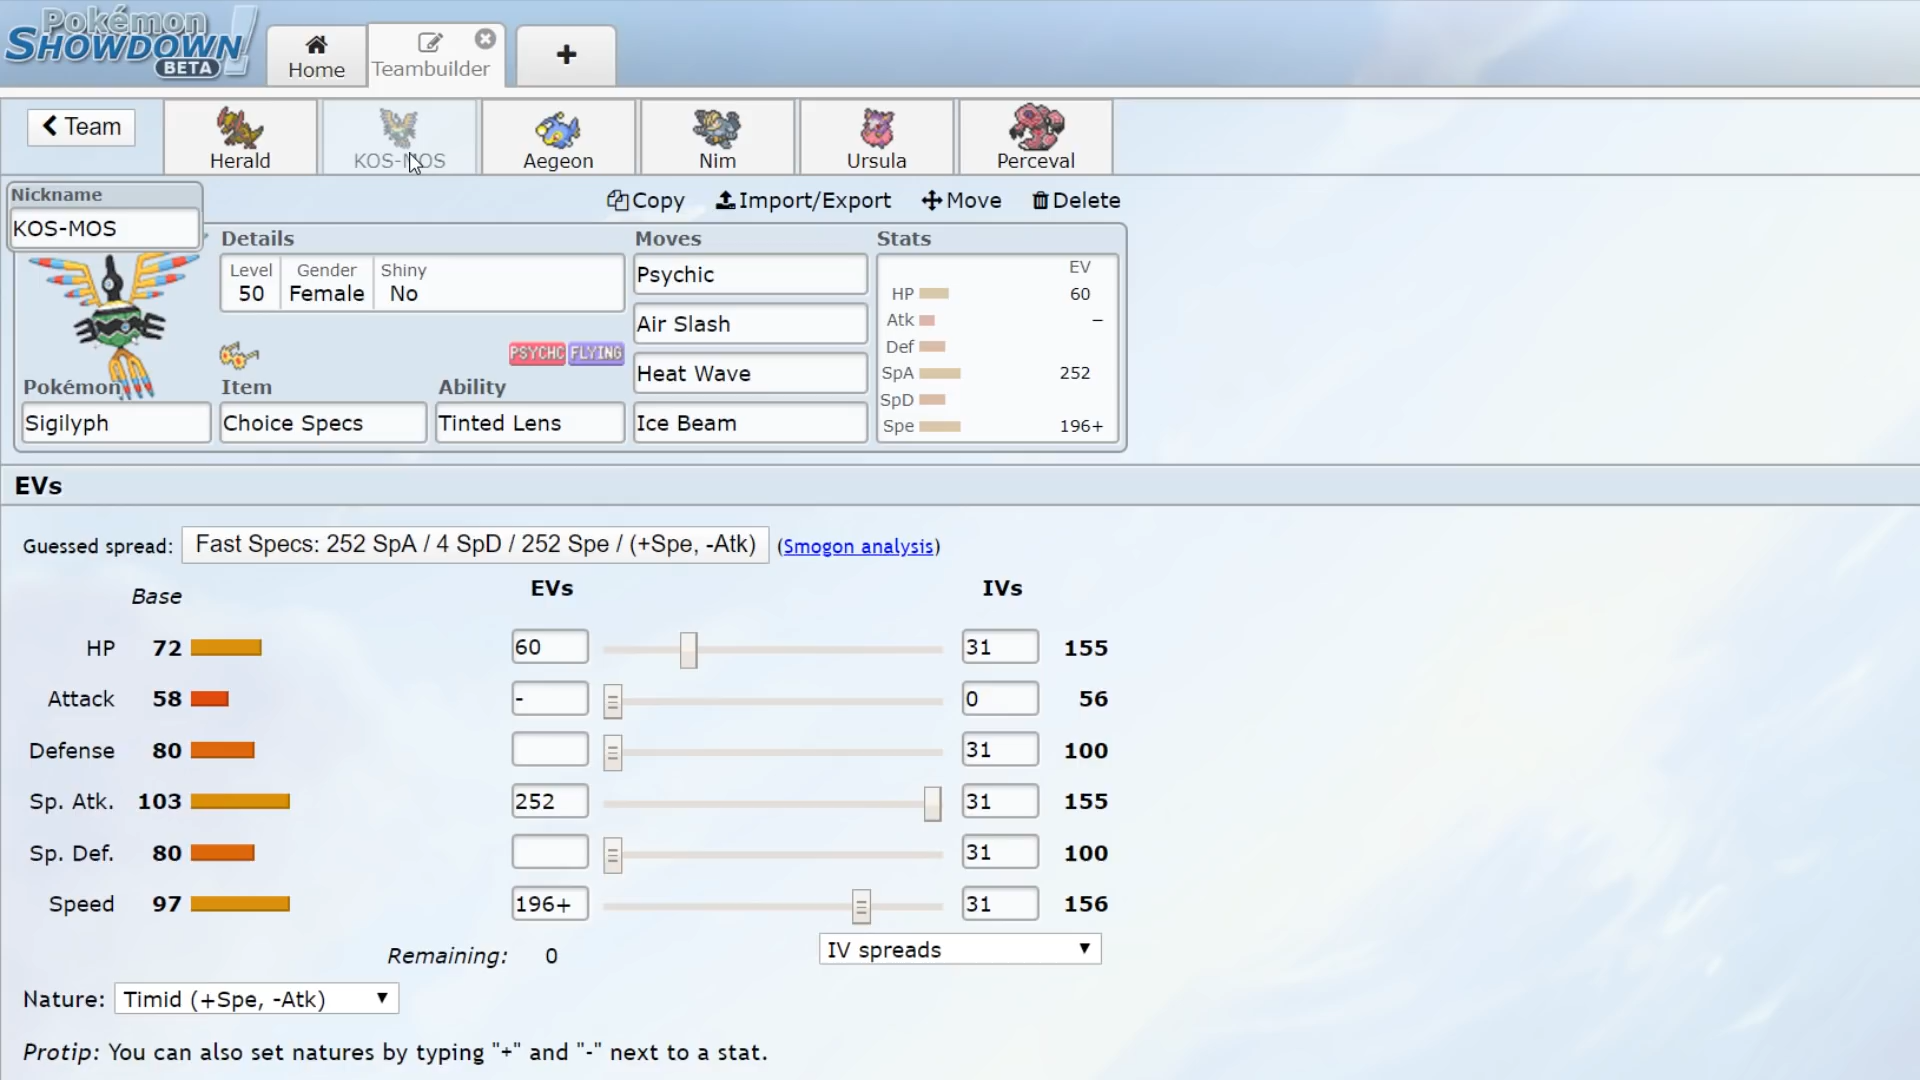 Pokémon
SHOWDOWN!
BETA
Home
Teambuilder
+
Team
Herald
KOS-MOS
Aegeon
Nim
Ursula
Perceval
Nickname
KOS-MOS
Copy
Import/Export
Move
Delete
Details
Moves
Stats
Level
Gender
Shiny
50
Female
No
Psychic
Air Slash
Heat Wave
Ice Beam
EV
HP 60
Atk –
Def
SpA 252
SpD
Spe 196+
PSYCHC FLYING
Pokémon
Item
Ability
Sigilyph
Choice Specs
Tinted Lens
EVs
Guessed spread: Fast Specs: 252 SpA / 4 SpD / 252 Spe / (+Spe, -Atk) (Smogon analysis)
Base EVs IVs
HP 72 60 31 155
Attack 58 - 0 56
Defense 80 31 100
Sp. Atk. 103 252 31 155
Sp. Def. 80 31 100
Speed 97 196+ 31 156
Remaining: 0
IV spreads
Nature: Timid (+Spe, -Atk)
Protip: You can also set natures by typing "+" and "-" next to a stat.